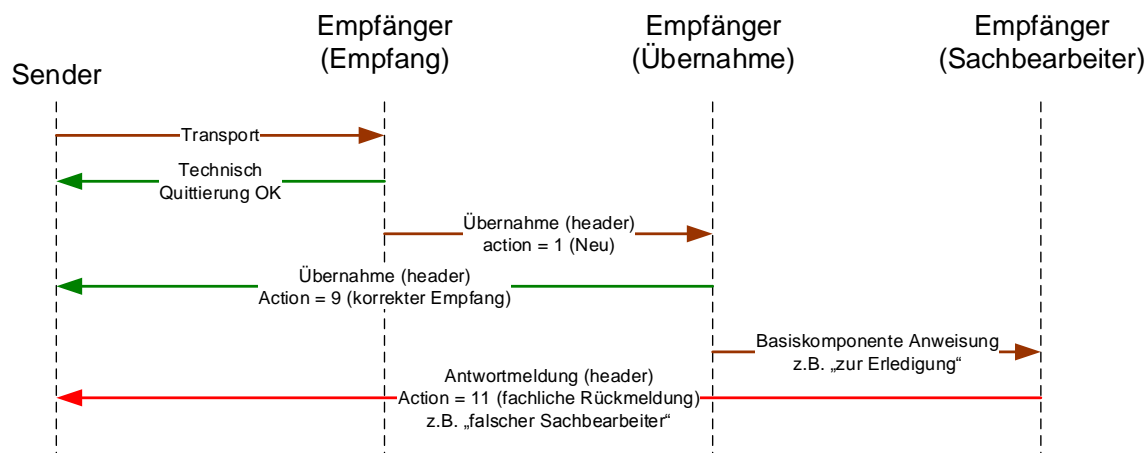 Sender
Empfänger
(Empfang)
Empfänger
(Übernahme)
Empfänger
(Sachbearbeiter)
Transport
Technisch
Quittierung OK
Übernahme (header)
action = 1 (Neu)
Übernahme (header)
Action = 9 (korrekter Empfang)
Basiskomponente Anweisung
z.B. „zur Erledigung“
Antwortmeldung (header)
Action = 11 (fachliche Rückmeldung)
z.B. „falscher Sachbearbeiter“